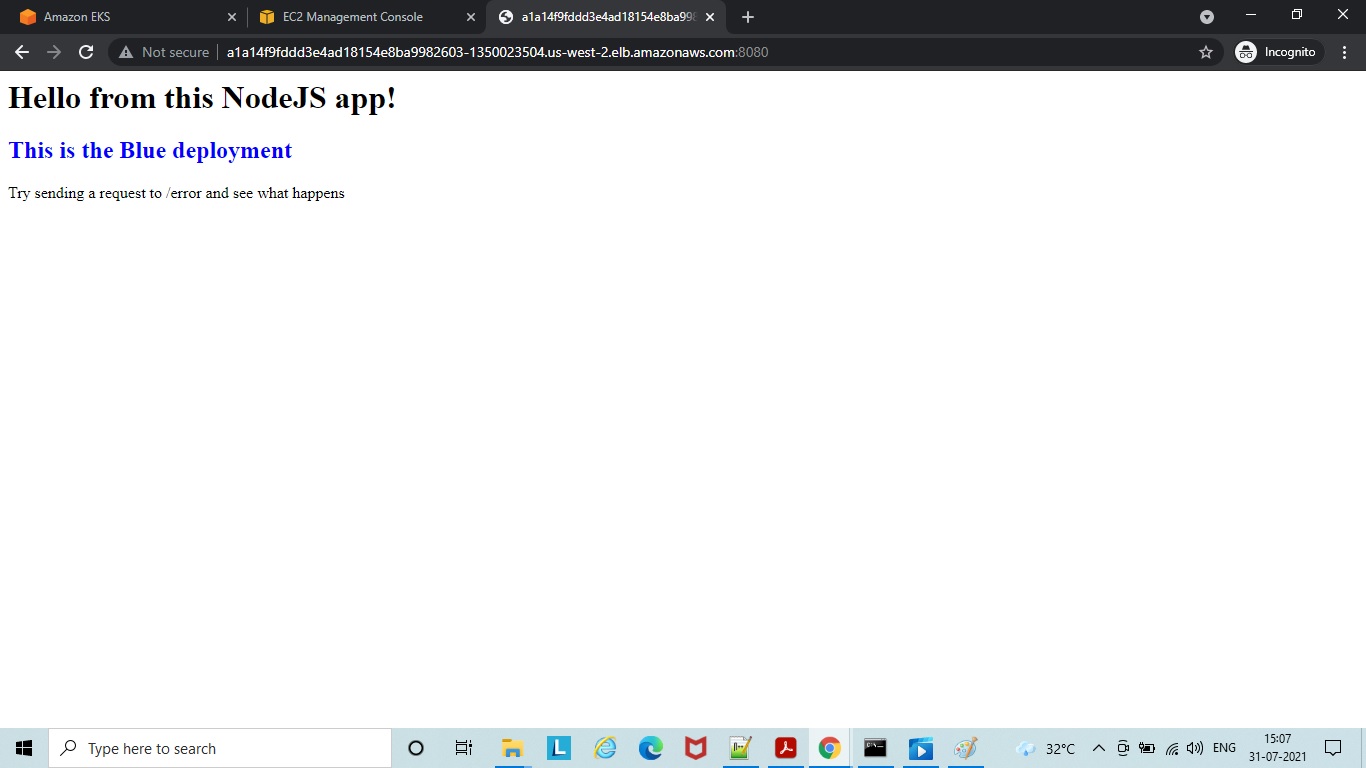 Amazon EKS
EC2 Management Console
a1a14f9fddd3e4ad18154e8ba998
Not secure
a1a14f9fddd3e4ad18154e8ba9982603-1350023504.us-west-2.elb.amazonaws.com:8080
Incognito
Hello from this NodeJS app!
This is the Blue deployment
Try sending a request to /error and see what happens
Type here to search
32°C
ENG
15:07
31-07-2021